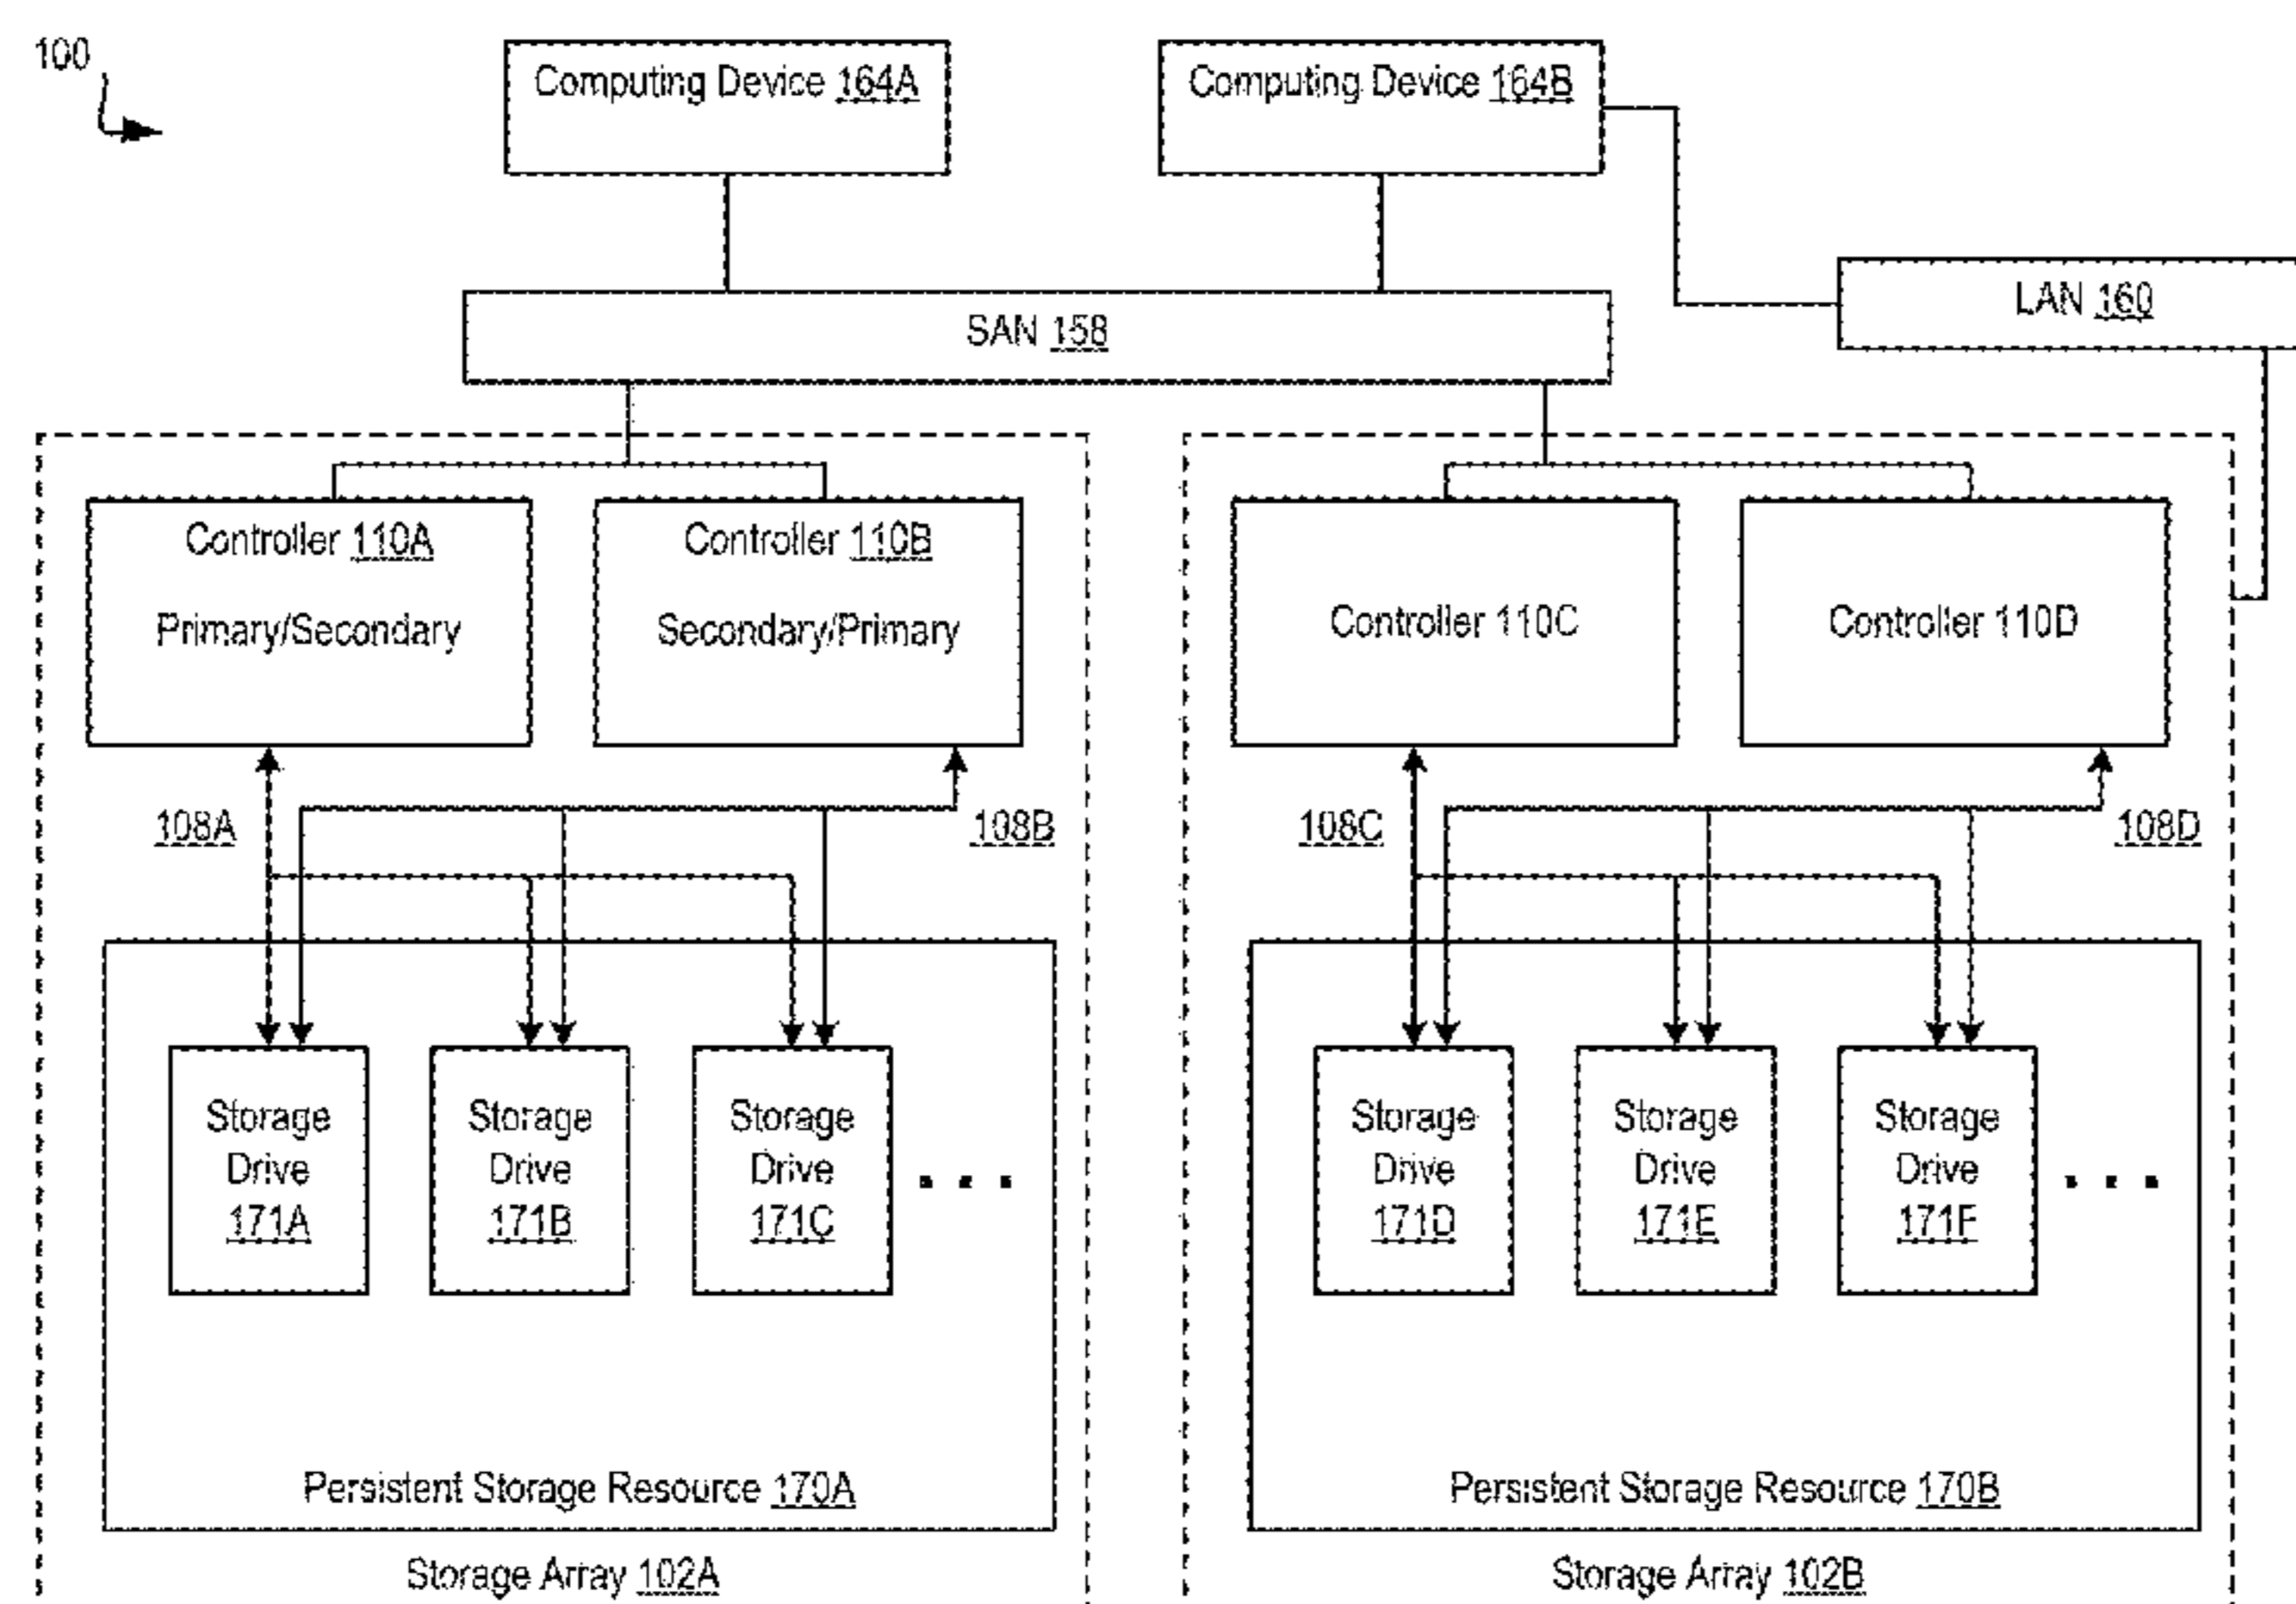 100
Computing Device 164A
Computing Device 164B
SAN 158
LAN 160
Controller 110A
Primary/Secondary
Controller 110B
Secondary/Primary
Controller 110C
Controller 110D
108A
108B
108C
108D
Storage
Drive
171A
Storage
Drive
171B
Storage
Drive
171C
...
Storage
Drive
171D
Storage
Drive
171E
Storage
Drive
171F
...
Persistent Storage Resource 170A
Persistent Storage Resource 170B
Storage Array 102A
Storage Array 102B